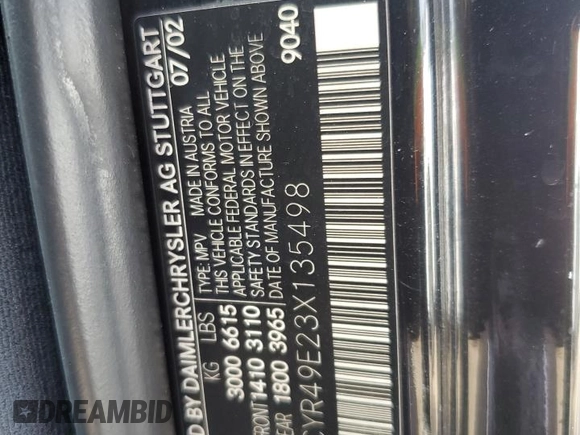 D BY DAIMLERCHRYSLER AG STUTTGART
07/02
KG LBS TYPE: MPV MADE IN AUSTRIA
3000 6615 THIS VEHICLE CONFORMS TO ALL
APPLICABLE FEDERAL MOTOR VEHICLE
FRONT 1410 3110 SAFETY STANDARDS IN EFFECT ON THE
EAR 1800 3965 DATE OF MANUFACTURE SHOWN ABOVE
9040
YR49E23X135498
DREAMBID